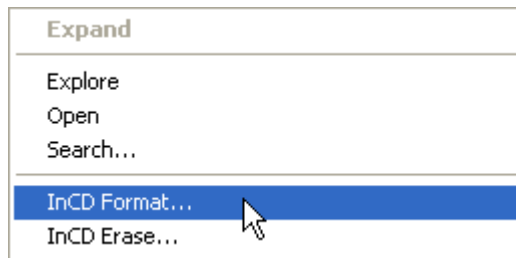 Expand
Explore
Open
Search...
InCD Format...
InCD Erase...